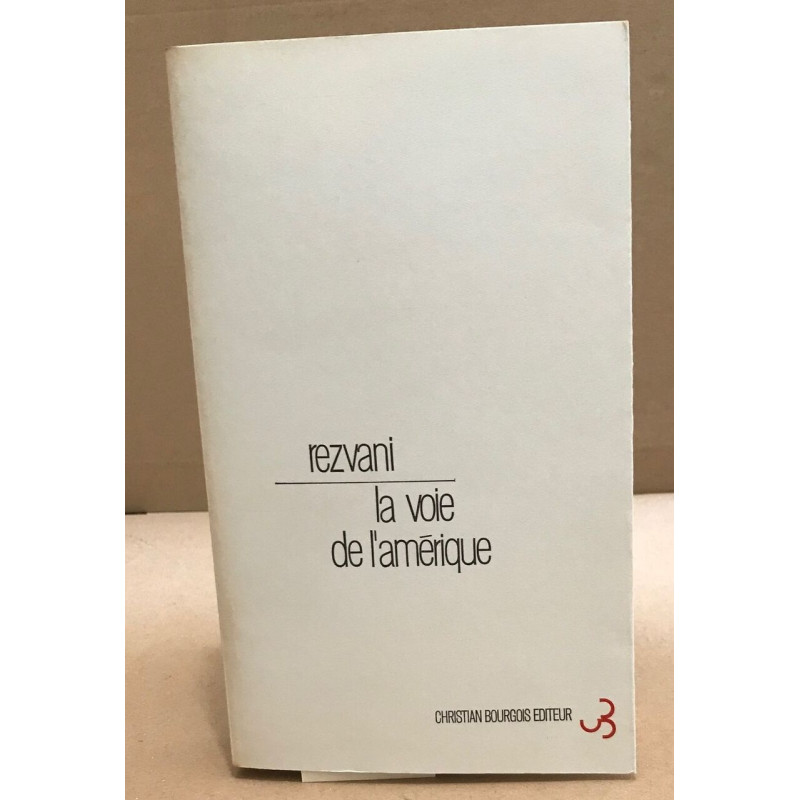 rezvani
la voie
de l'amérique
CHRISTIAN BOURGOIS EDITEUR